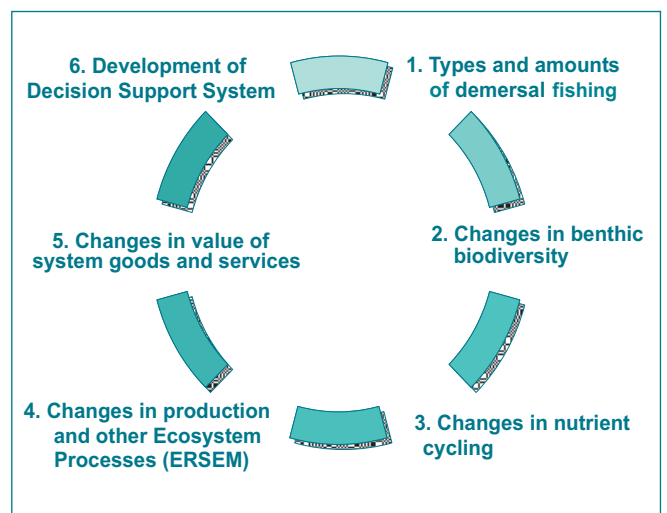 1. Types and amounts
of demersal fishing
2. Changes in benthic
biodiversity
3. Changes in nutrient
cycling
4. Changes in production
and other Ecosystem
Processes (ERSEM)
5. Changes in value of
system goods and services
6. Development of
Decision Support System